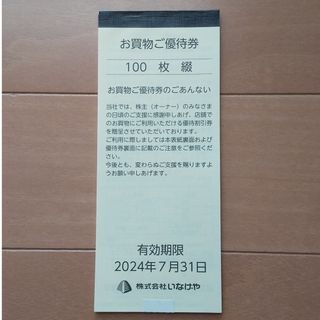 お買物ご優待券
100 枚 綴
お買物ご優待券のごあんない
当社では、株主（オーナー）のみなさま
の日頃のご支援に感謝申しあげ、店舗で
のお買物にご利用いただける優待割引券
を贈呈させていただいております。
ご利用に際しましては本表紙裏面および
優待券裏面に記載のご注意をご参照くだ
さい。
今後とも、変わらぬご支援を賜りますよ
うお願い申しあげます。
有効期限
2024年7月31日
株式会社いなげや